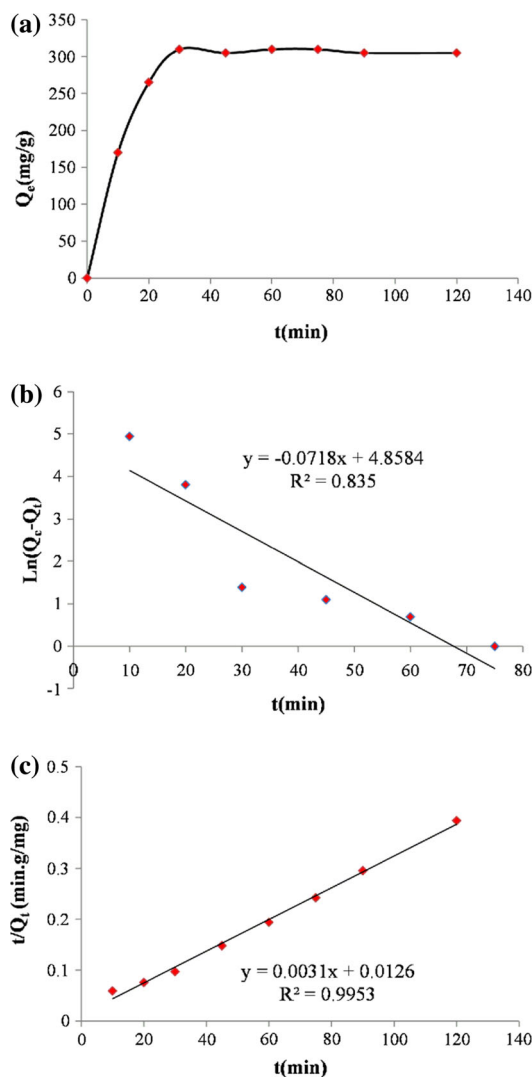 (a)
350
300
250
200
150
100
50
0
Qe(mg/g)
0 20 40 60 80 100 120 140
t(min)
(b)
6
5
4
3
2
1
0
-1
Ln(Qe-Qt)
y = -0.0718x + 4.8584
R² = 0.835
0 10 20 30 40 50 60 70 80
t(min)
(c)
0.5
0.4
0.3
0.2
0.1
0
t/Qt (min.g/mg)
y = 0.0031x + 0.0126
R² = 0.9953
0 20 40 60 80 100 120 140
t(min)